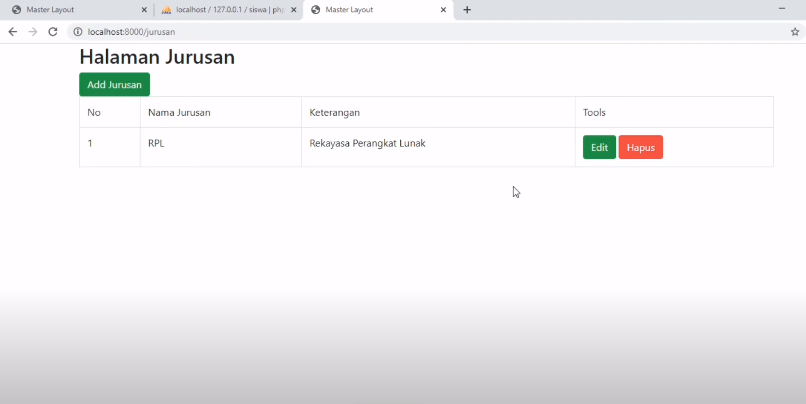 Master Layout
localhost / 127.0.0.1 / siswa | php
Master Layout
localhost:8000/jurusan
Halaman Jurusan
Add Jurusan
No Nama Jurusan Keterangan Tools
1 RPL Rekayasa Perangkat Lunak Edit Hapus